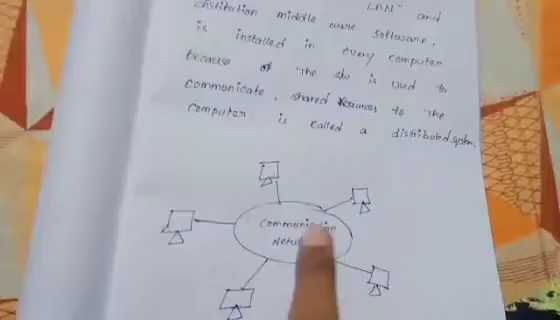 LAN" and
distribution middle ware software.
is installed in every computer
because of the s/w is used to
communicate, shared resources to the
computer. is called a distributed system.
Communication
Netw